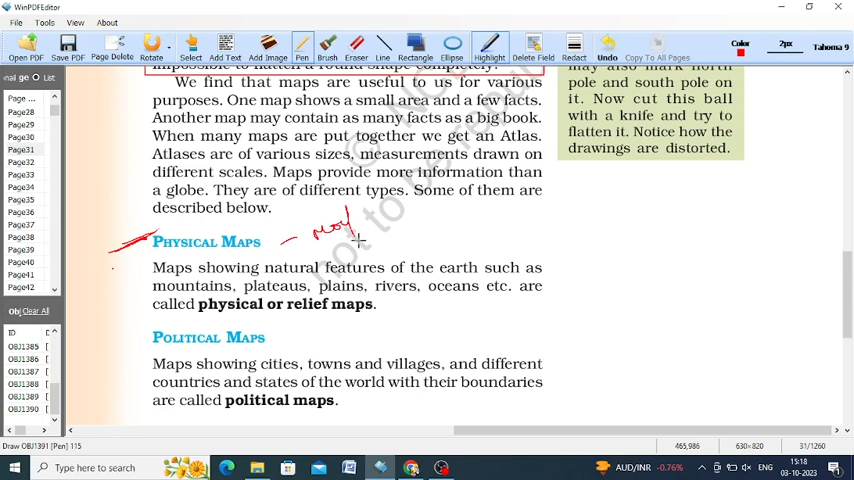 WinPDFEditor
File Tools View About
Open PDF Save PDF Page Delete Rotate Select Add Text Add Image Pen Brush Eraser Line Rectangle Ellipse Highlight Delete Field Redact Undo Copy To All Pages
Color 2px Tahoma 9
nail ge List
Page ...
Page28
Page29
Page30
Page31
Page32
Page33
Page34
Page35
Page36
Page37
Page38
Page39
Page40
Page41
Page42
Obj Clear All
ID D
OBJ1385 [
OBJ1386 [
OBJ1387 [
OBJ1388 [
OBJ1389 [
OBJ1390 [
impossible to flatten a round shape completely.
We find that maps are useful to us for various
purposes. One map shows a small area and a few facts.
Another map may contain as many facts as a big book.
When many maps are put together we get an Atlas.
Atlases are of various sizes, measurements drawn on
different scales. Maps provide more information than
a globe. They are of different types. Some of them are
described below.
PHYSICAL MAPS
Maps showing natural features of the earth such as
mountains, plateaus, plains, rivers, oceans etc. are
called physical or relief maps.
POLITICAL MAPS
Maps showing cities, towns and villages, and different
countries and states of the world with their boundaries
are called political maps.
may also mark north
pole and south pole on
it. Now cut this ball
with a knife and try to
flatten it. Notice how the
drawings are distorted.
not to be repu
Draw OBJ1391 [Pen] 115
465,986 630×820 31/1260
Type here to search
AUD/INR -0.76% ENG 15:18
03-10-2023